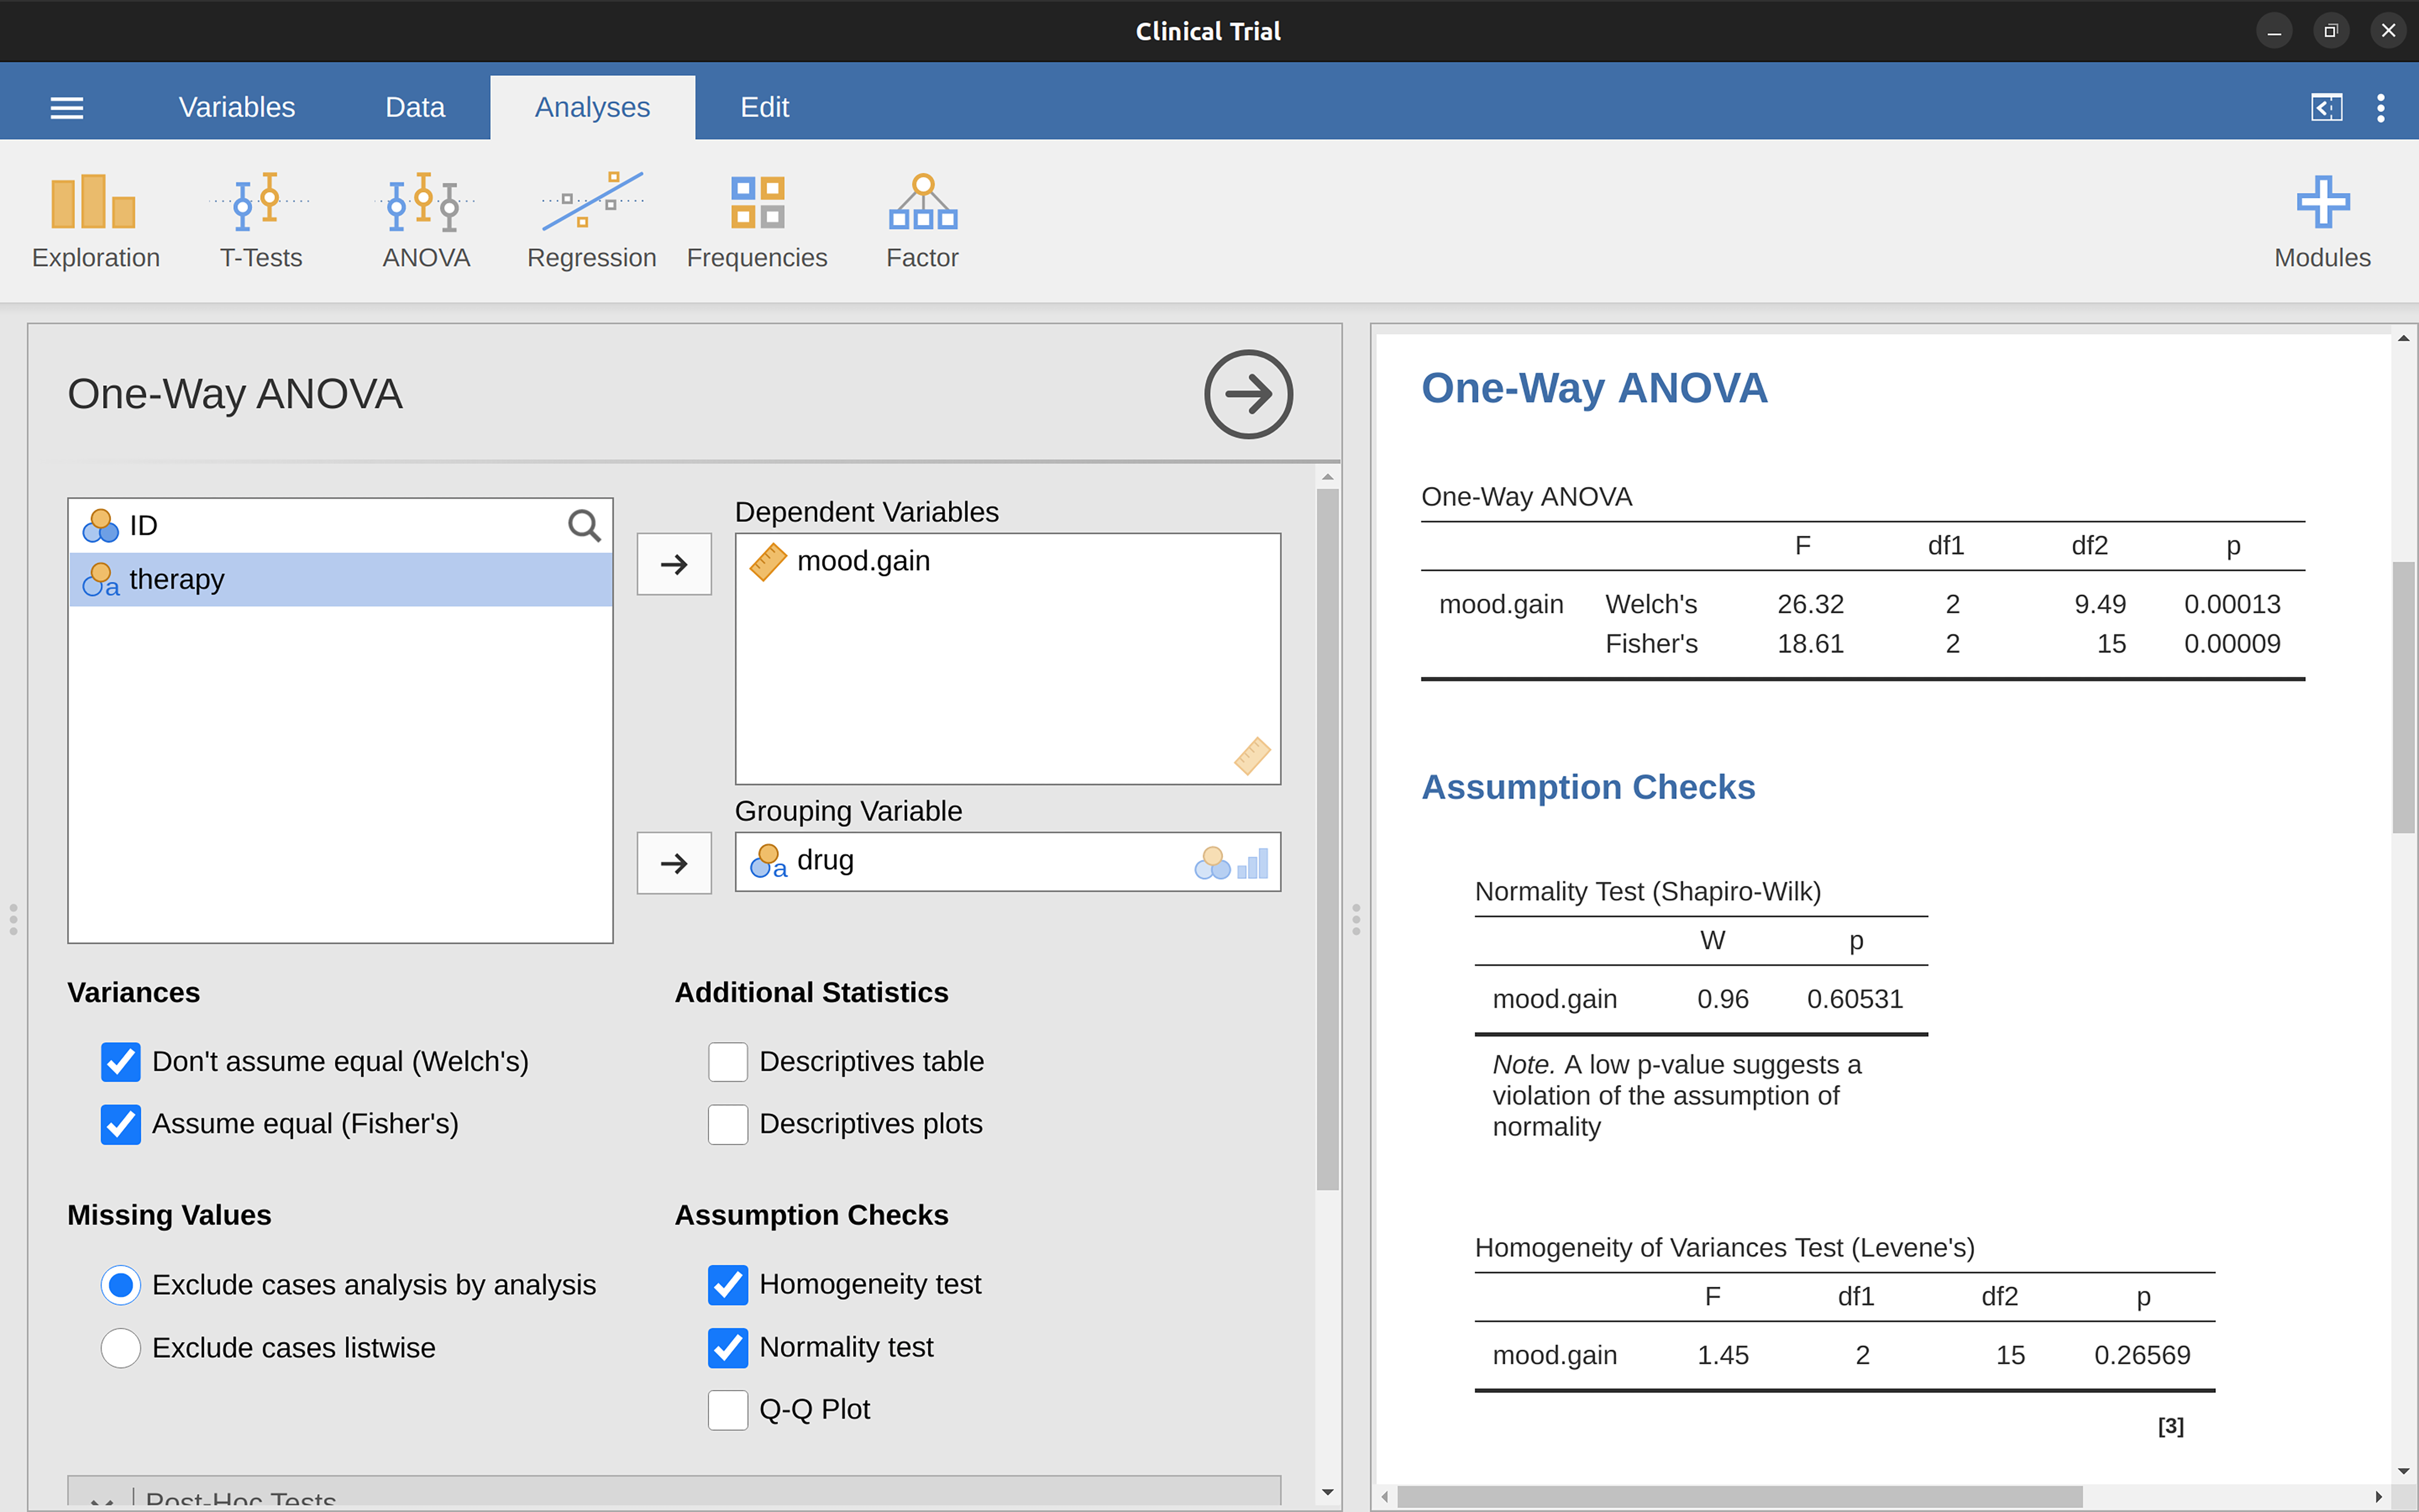 Clinical Trial
Variables Data Analyses Edit
Exploration T-Tests ANOVA Regression Frequencies Factor Modules
One-Way ANOVA
ID
a therapy
Dependent Variables
mood.gain
Grouping Variable
a drug
Variances
Don't assume equal (Welch's)
Assume equal (Fisher's)
Additional Statistics
Descriptives table
Descriptives plots
Missing Values
Exclude cases analysis by analysis
Exclude cases listwise
Assumption Checks
Homogeneity test
Normality test
Q-Q Plot
Post-Hoc Tests
One-Way ANOVA
One-Way ANOVA
F df1 df2 p
mood.gain Welch's 26.32 2 9.49 0.00013
Fisher's 18.61 2 15 0.00009
Assumption Checks
Normality Test (Shapiro-Wilk)
W p
mood.gain 0.96 0.60531
Note. A low p-value suggests a
violation of the assumption of
normality
Homogeneity of Variances Test (Levene's)
F df1 df2 p
mood.gain 1.45 2 15 0.26569
[3]